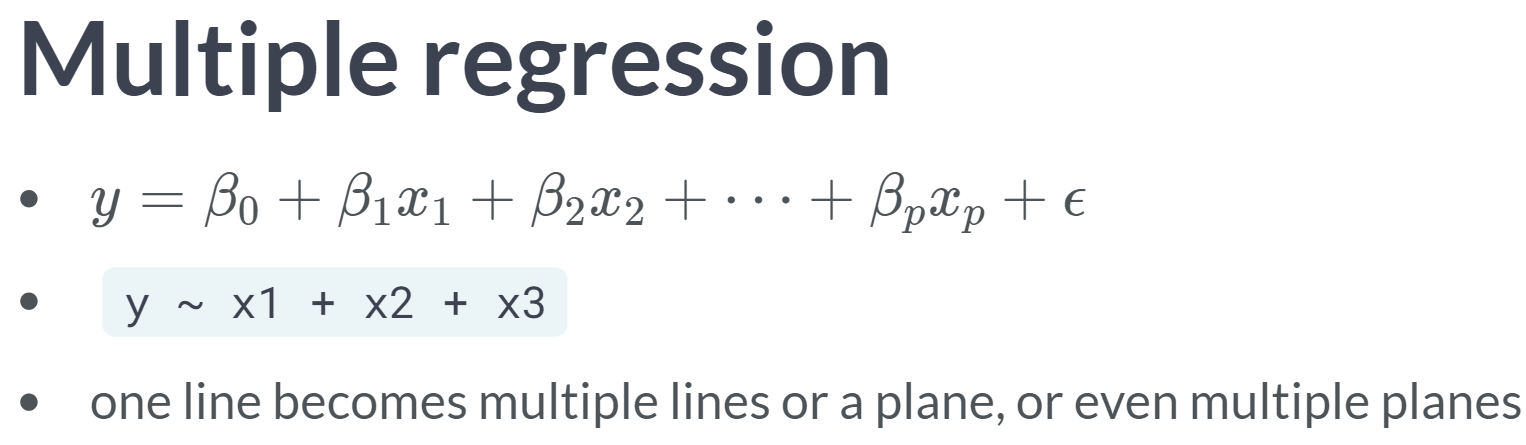 Multiple regression
• y = β₀ + β₁x₁ + β₂x₂ + ⋯ + βₚxₚ + ϵ
• y ~ x1 + x2 + x3
• one line becomes multiple lines or a plane, or even multiple planes